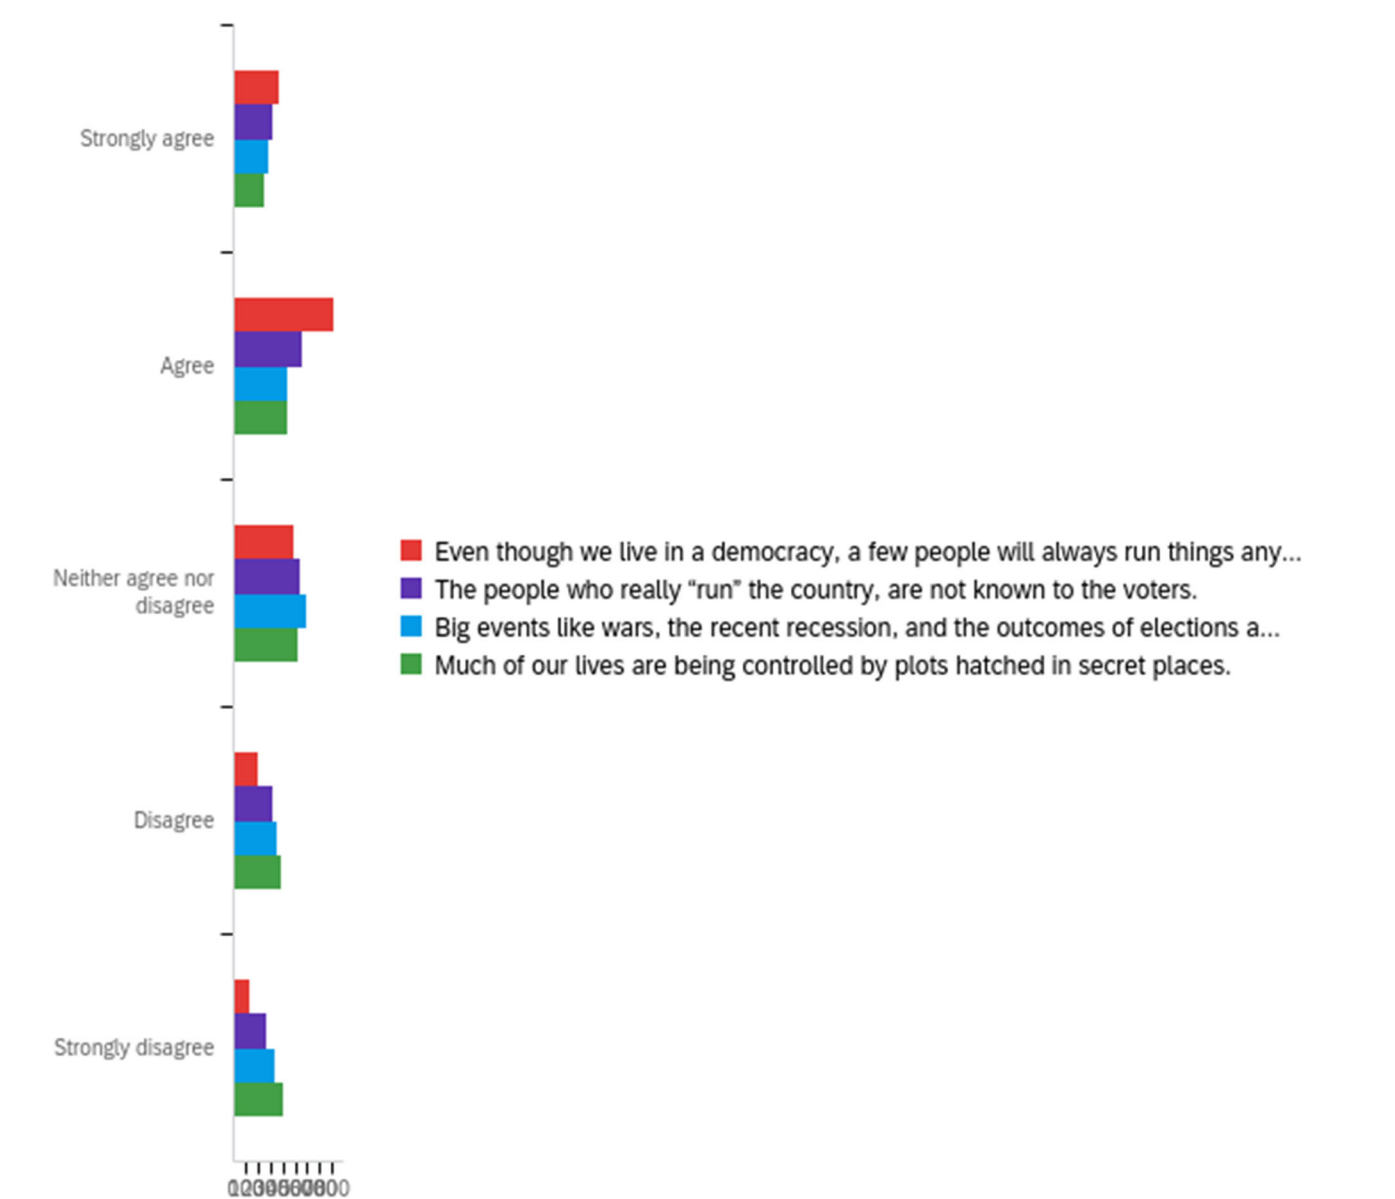 Strongly agree
Agree
Neither agree nor
disagree
Even though we live in a democracy, a few people will always run things any...
The people who really “run” the country, are not known to the voters.
Big events like wars, the recent recession, and the outcomes of elections a...
Much of our lives are being controlled by plots hatched in secret places.
Disagree
Strongly disagree